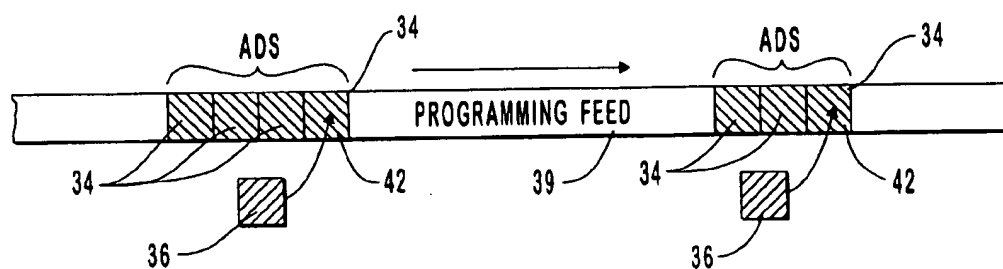 ADS 34 ADS 34
PROGRAMMING FEED
34 42 39 34 42
36 36